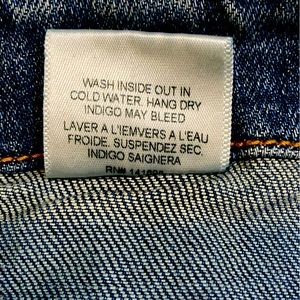 WASH INSIDE OUT IN
COLD WATER. HANG DRY
INDIGO MAY BLEED
LAVER A L'IEMVERS A L'EAU
FROIDE. SUSPENDEZ SEC.
INDIGO SAIGNERA
RN#